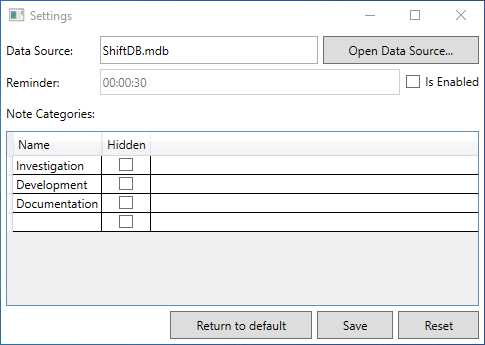 Settings
Data Source: ShiftDB.mdb Open Data Source...
Reminder: 00:00:30 Is Enabled
Note Categories:
Name Hidden
Investigation
Development
Documentation
Return to default Save Reset